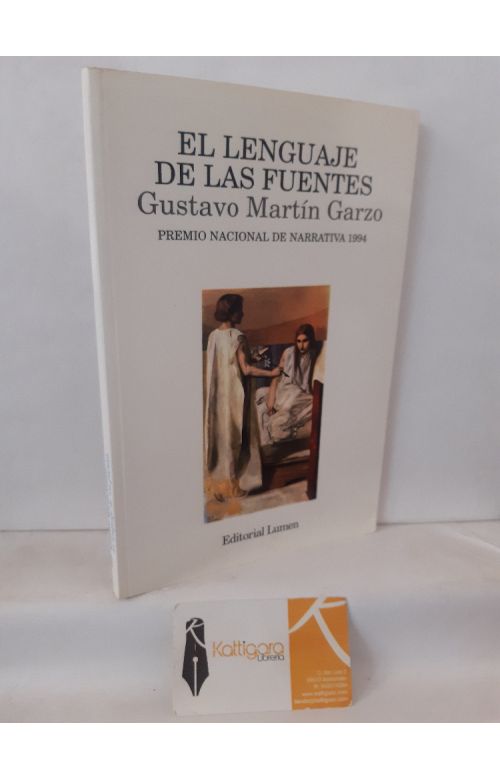 EL LENGUAJE
DE LAS FUENTES
Gustavo Martín Garzo
PREMIO NACIONAL DE NARRATIVA 1994
Editorial Lumen
Kattigara
Librería